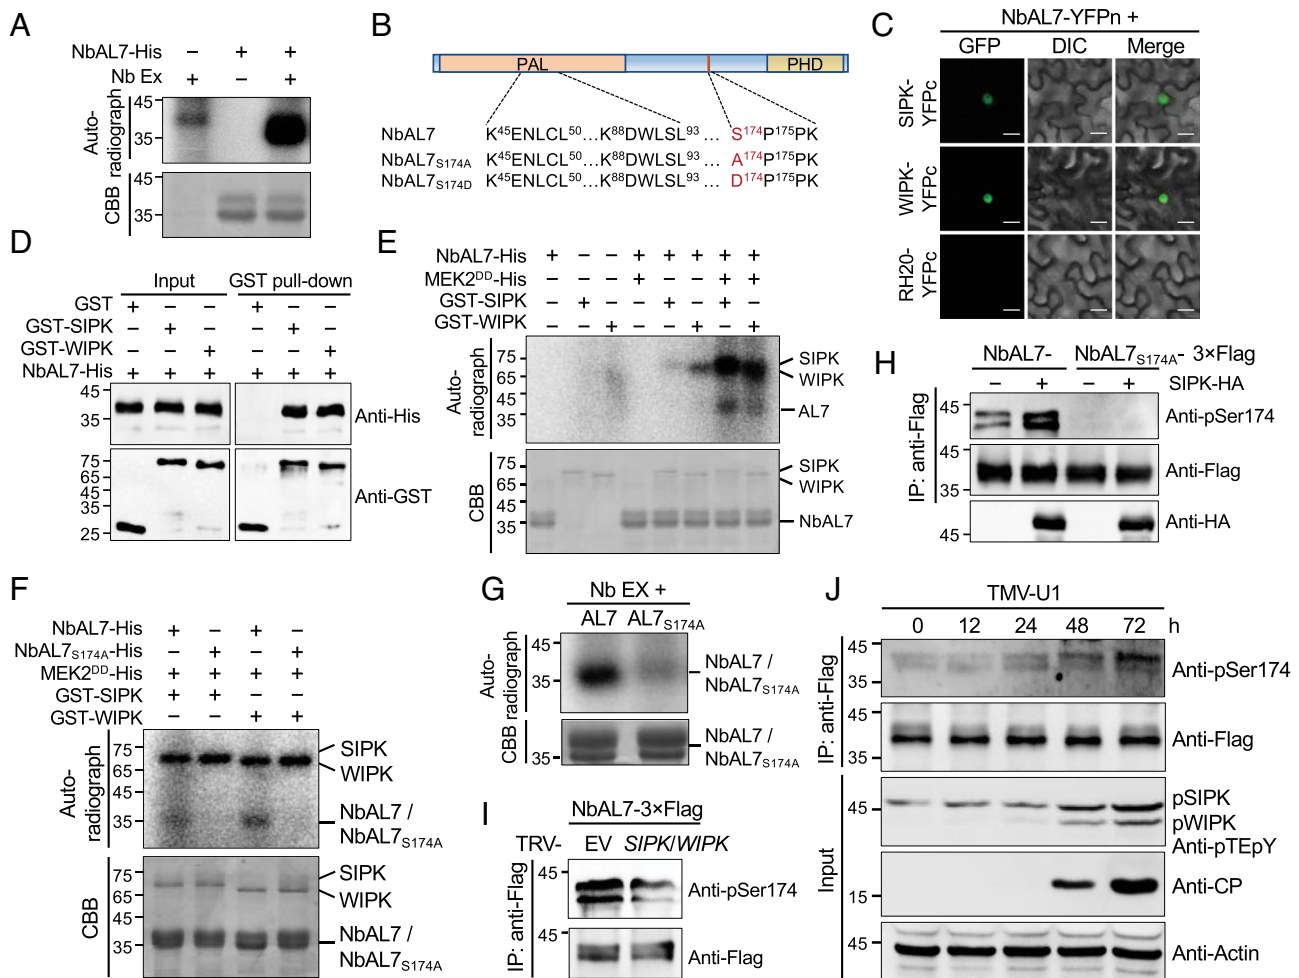 A
NbAL7-His − + +
Nb Ex + − +
Auto-
radiograph
45
35
CBB
45
35
B
PAL PHD
NbAL7 K45ENLCL50...K88DWLSL93 ... S174P175PK
NbAL7S174A K45ENLCL50...K88DWLSL93 ... A174P175PK
NbAL7S174D K45ENLCL50...K88DWLSL93 ... D174P175PK
C
NbAL7-YFPn +
GFP DIC Merge
SIPK-
YFPc
WIPK-
YFPc
RH20-
YFPc
D
Input GST pull-down
GST + − − + − −
GST-SIPK − + − − + −
GST-WIPK − − + − − +
NbAL7-His + + + + + +
45
35
Anti-His
75
65
45
35
25
Anti-GST
E
NbAL7-His + − − + + + + +
MEK2DD-His − − − + − − + +
GST-SIPK − + − − + − + −
GST-WIPK − − + − − + − +
Auto-
radiograph
75
65
45
35
SIPK
WIPK
AL7
CBB
75
65
45
35
SIPK
WIPK
NbAL7
H
NbAL7- NbAL7S174A- 3×Flag
− + − + SIPK-HA
IP: anti-Flag
45
Anti-pSer174
45
35
Anti-Flag
45
Anti-HA
F
NbAL7-His + − + −
NbAL7S174A-His − + − +
MEK2DD-His + + + +
GST-SIPK + + − −
GST-WIPK − − + +
Auto-
radiograph
75
65
45
35
SIPK
WIPK
NbAL7 /
NbAL7S174A
CBB
75
65
45
35
SIPK
WIPK
NbAL7 /
NbAL7S174A
G
Nb EX +
AL7 AL7S174A
Auto-
radiograph
45
35
NbAL7 /
NbAL7S174A
CBB
35
NbAL7 /
NbAL7S174A
I
NbAL7-3×Flag
TRV- EV SIPK/WIPK
IP: anti-Flag
45
Anti-pSer174
45
Anti-Flag
J
TMV-U1
0 12 24 48 72 h
IP: anti-Flag
45
35
Anti-pSer174
45
35
Anti-Flag
Input
45
pSIPK
pWIPK
Anti-pTEpY
15
Anti-CP
45
Anti-Actin